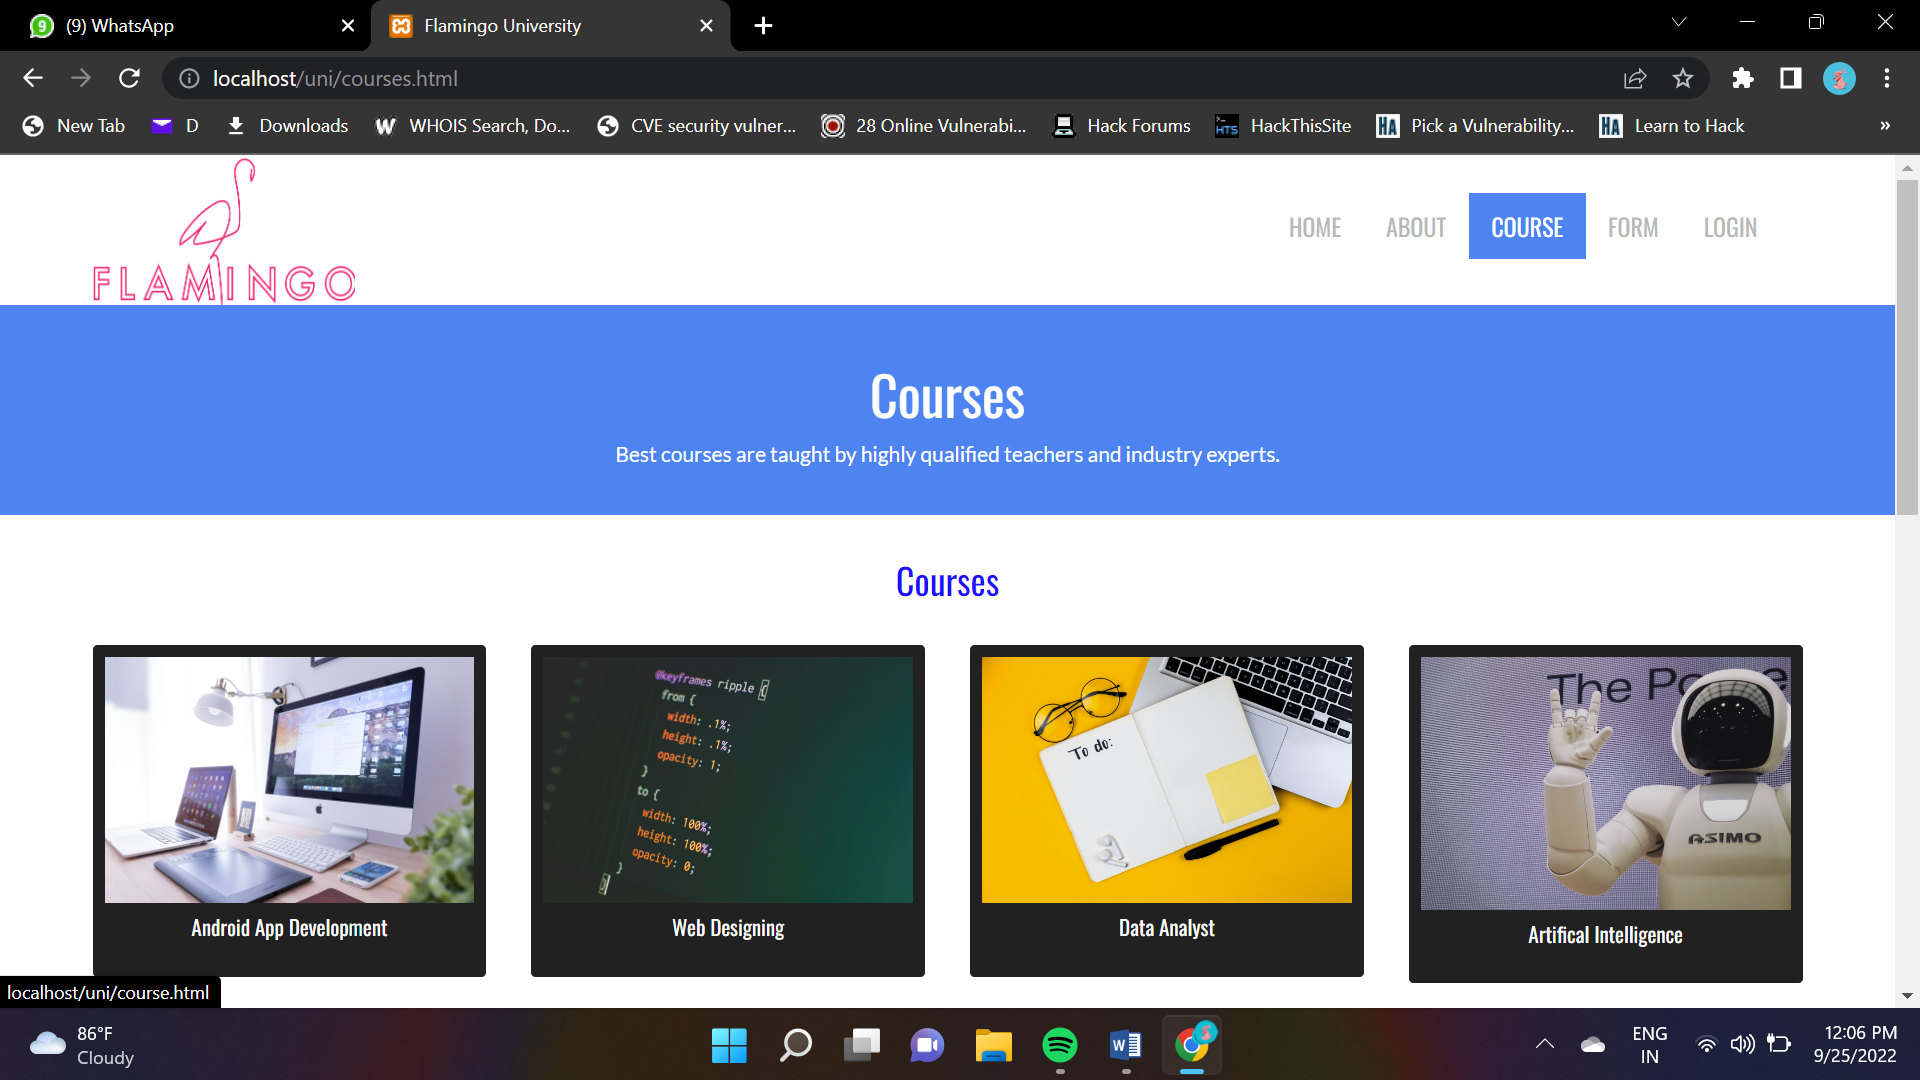 (9) WhatsApp
Flamingo University
localhost/uni/courses.html
New Tab D Downloads WHOIS Search, Do... CVE security vulner... 28 Online Vulnerabi... Hack Forums HackThisSite Pick a Vulnerability... Learn to Hack »
FLAMINGO
HOME ABOUT COURSE FORM LOGIN
Courses
Best courses are taught by highly qualified teachers and industry experts.
Courses
@keyframes ripple {
from {
width: .1%;
height: .1%;
opacity: 1;
}
to {
width: 100%;
height: 100%;
opacity: 0;
}
}
To do:
The Po
ASIMO
Android App Development
Web Designing
Data Analyst
Artifical Intelligence
localhost/uni/course.html
86°F
Cloudy
ENG
IN
12:06 PM
9/25/2022